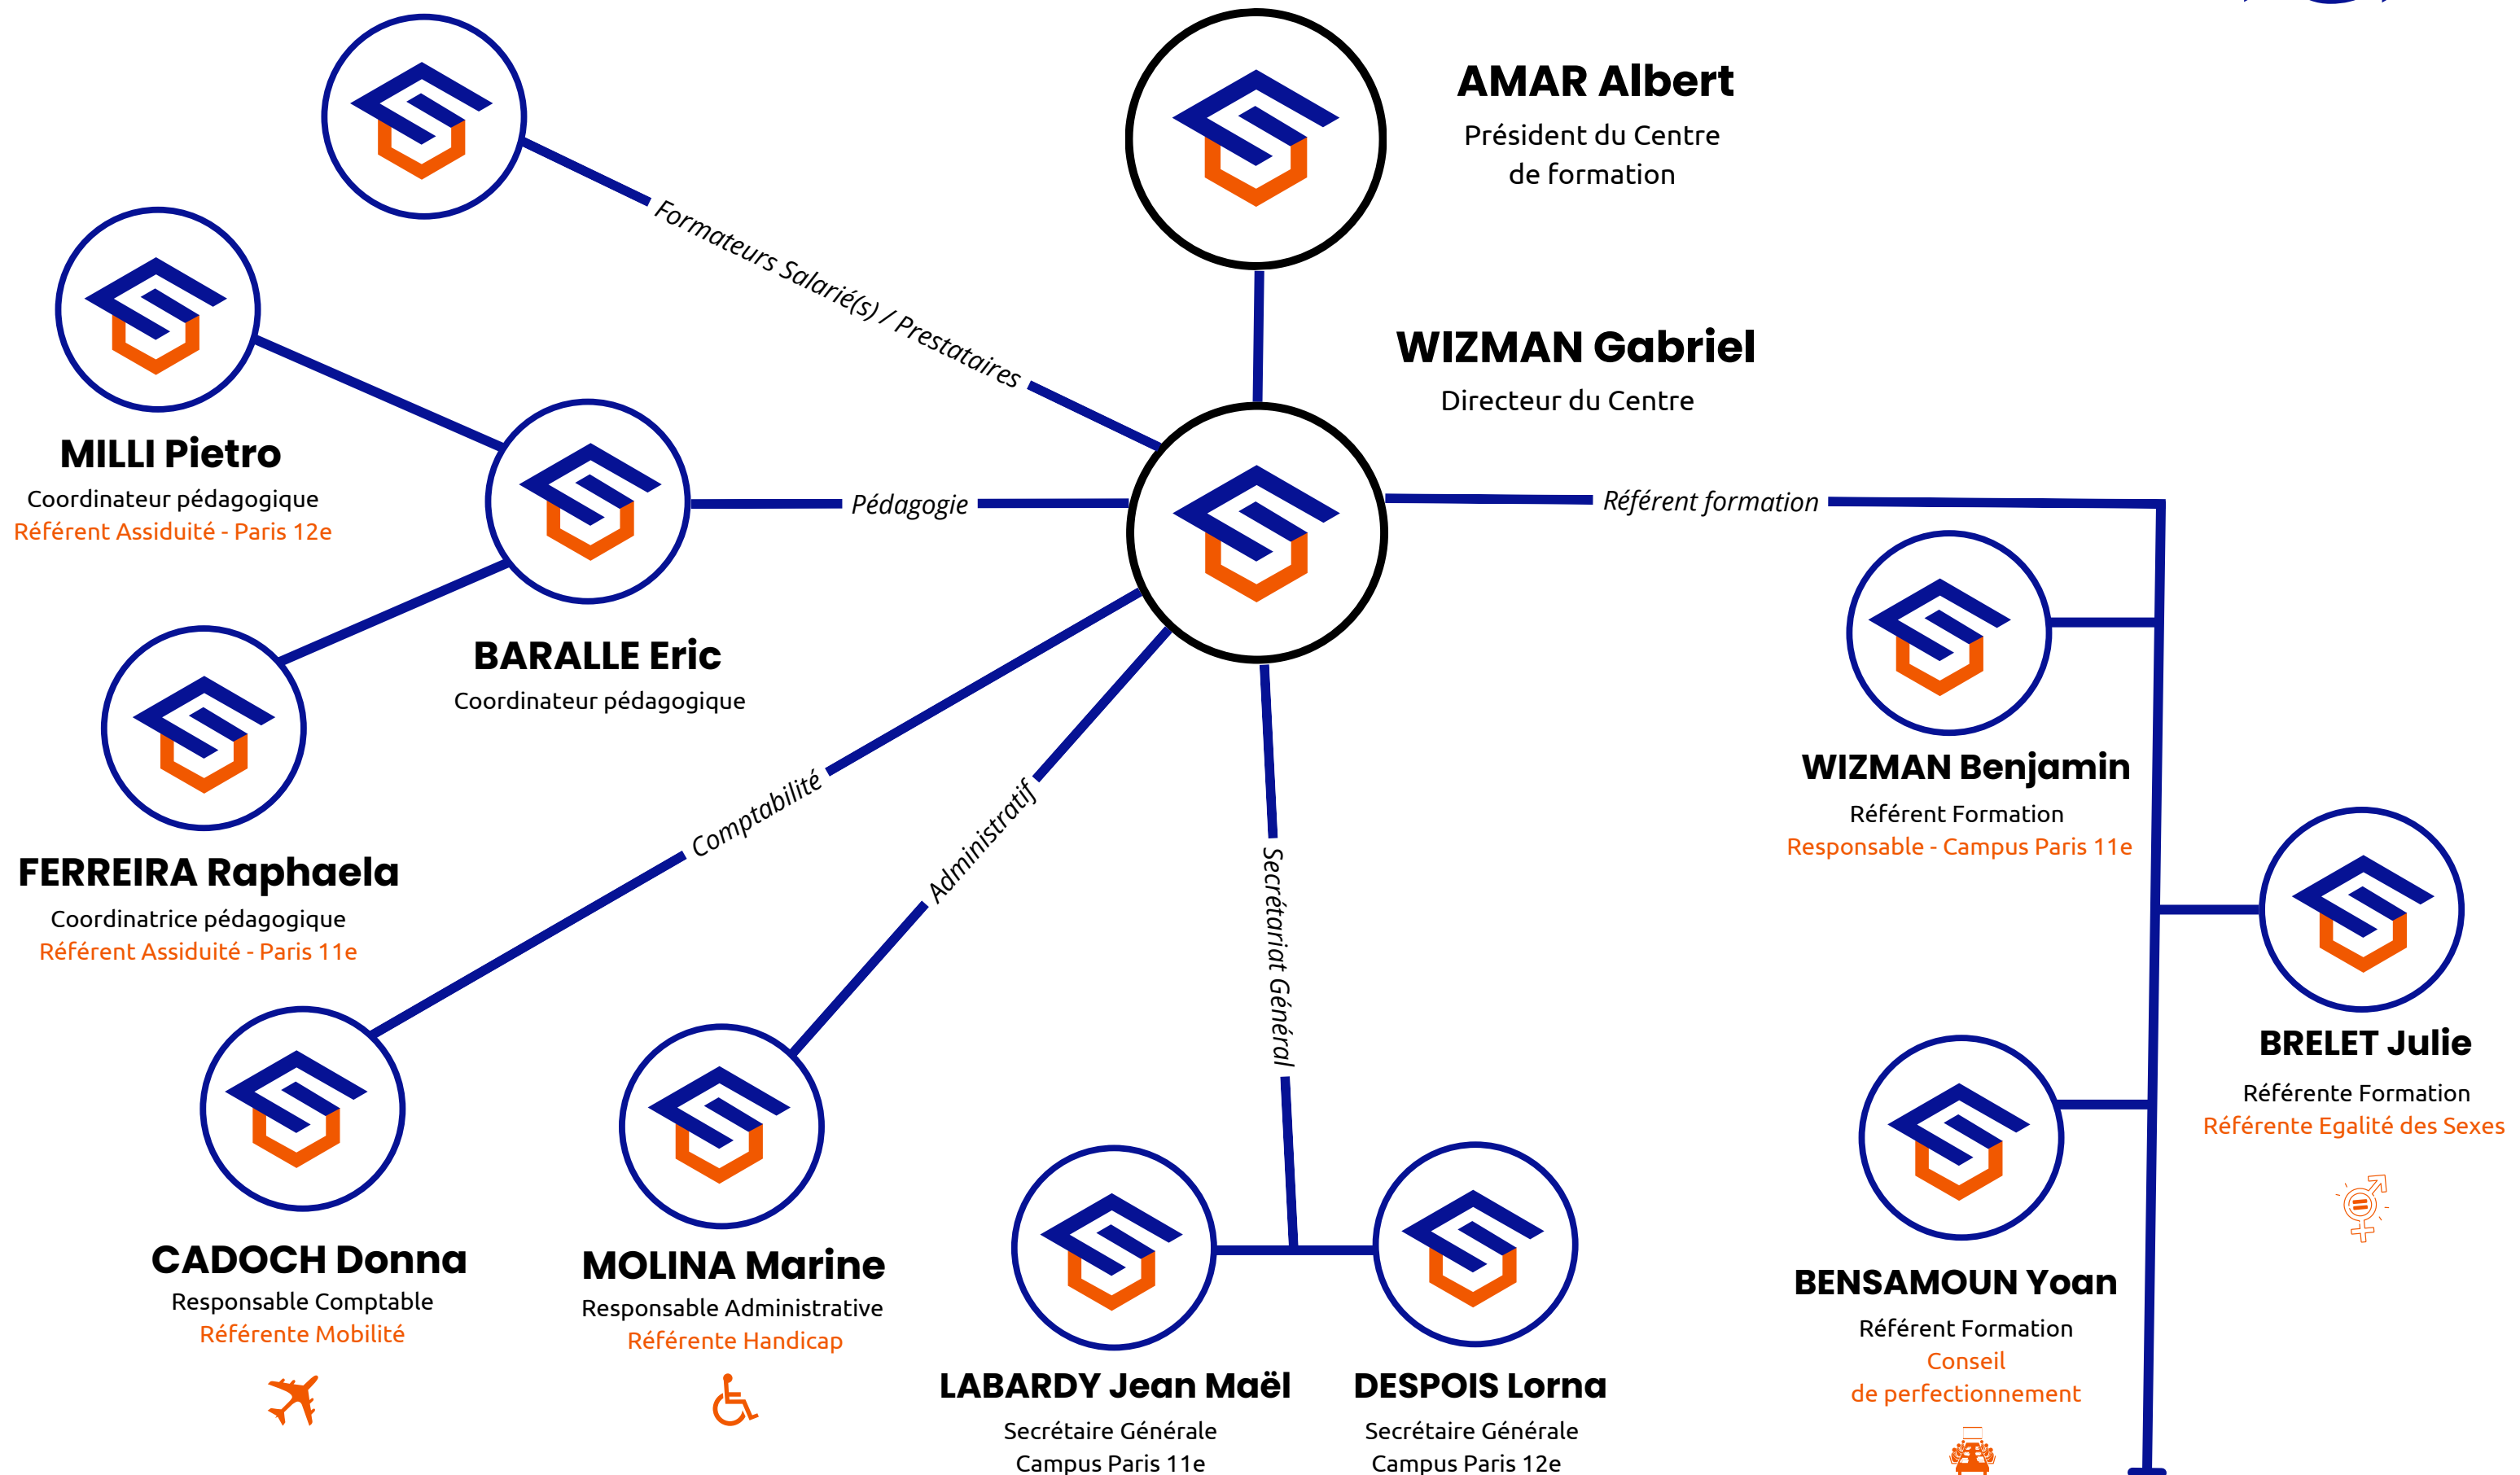 AMAR Albert
Président du Centre
de formation
Formateurs Salarié(s) / Prestataires
WIZMAN Gabriel
Directeur du Centre
MILLI Pietro
Coordinateur pédagogique
Référent Assiduité - Paris 12e
Pédagogie
Référent formation
BARALLE Eric
Coordinateur pédagogique
WIZMAN Benjamin
Référent Formation
Responsable - Campus Paris 11e
FERREIRA Raphaela
Coordinatrice pédagogique
Référent Assiduité - Paris 11e
Comptabilité
Administratif
Secrétariat Général
BRELET Julie
Référente Formation
Référente Egalité des Sexes
CADOCH Donna
Responsable Comptable
Référente Mobilité
MOLINA Marine
Responsable Administrative
Référente Handicap
BENSAMOUN Yoan
Référent Formation
Conseil
de perfectionnement
LABARDY Jean Maël
Secrétaire Générale
Campus Paris 11e
DESPOIS Lorna
Secrétaire Générale
Campus Paris 12e